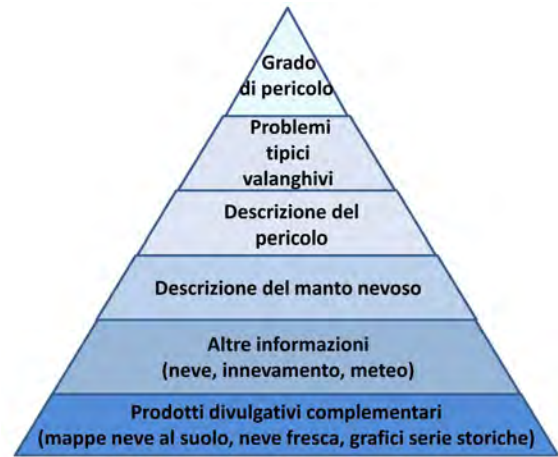 Grado
di pericolo
Problemi
tipici
valanghivi
Descrizione del
pericolo
Descrizione del manto nevoso
Altre informazioni
(neve, innevamento, meteo)
Prodotti divulgativi complementari
(mappe neve al suolo, neve fresca, grafici serie storiche)